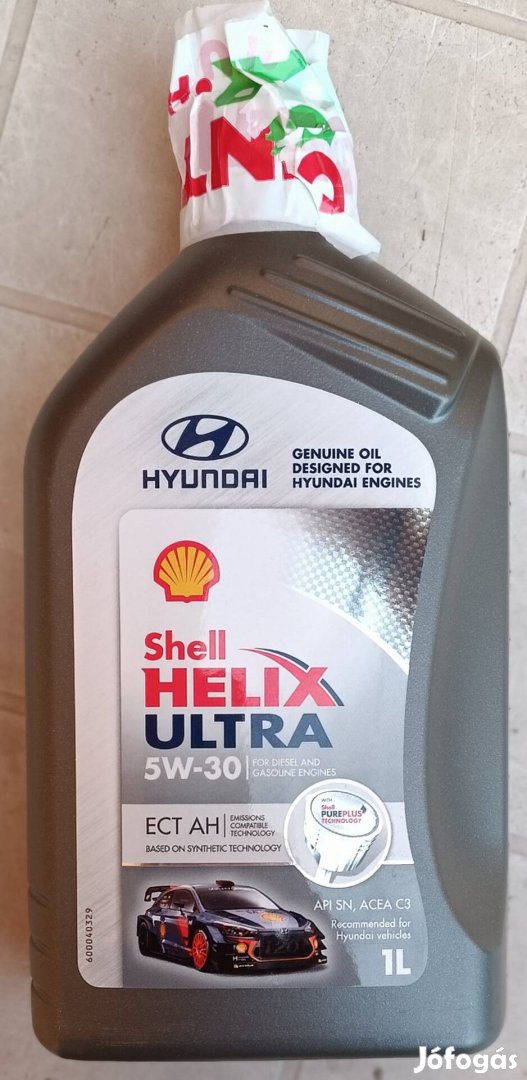 HYUNDAI
GENUINE OIL
DESIGNED FOR
HYUNDAI ENGINES
Shell
HELIX
ULTRA
5W-30
FOR DIESEL AND
GASOLINE ENGINES
ECT AH
EMISSIONS
COMPATIBLE
TECHNOLOGY
BASED ON SYNTHETIC TECHNOLOGY
WITH
Shell
PUREPLUS
TECHNOLOGY
API SN, ACEA C3
Recommended for
Hyundai vehicles
1L
600040329
Jófogás